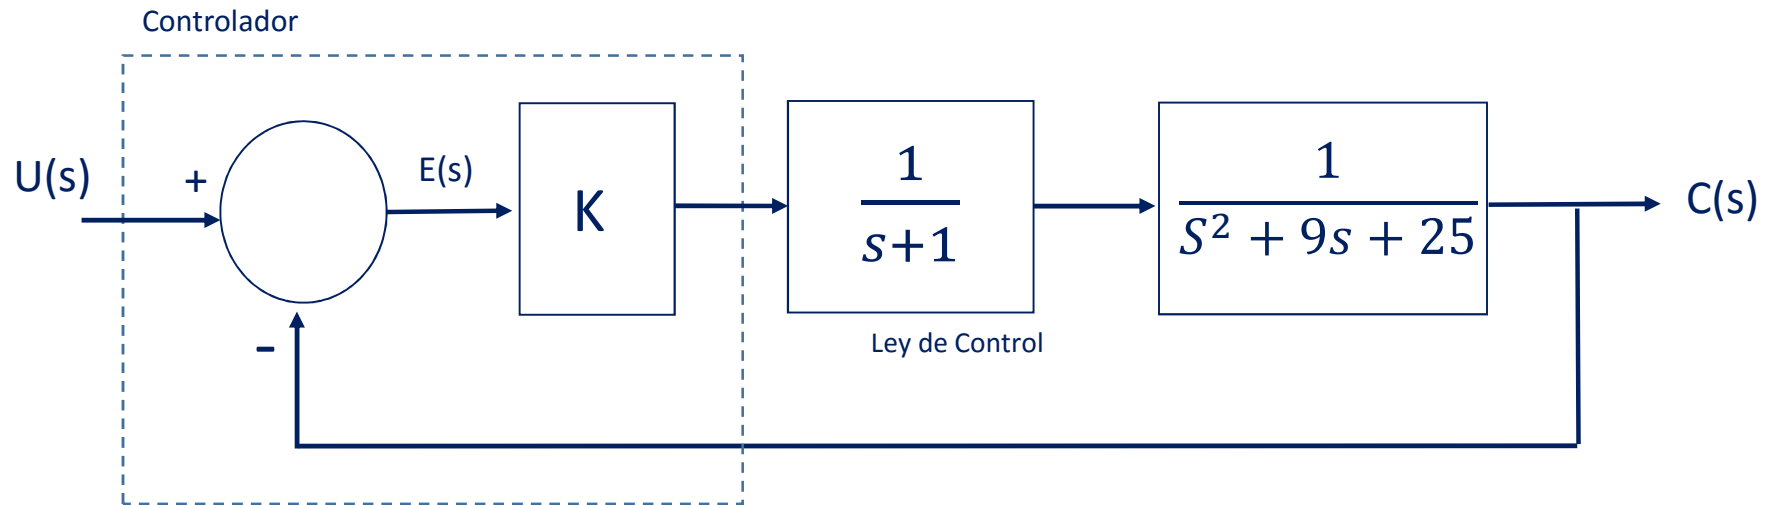 Controlador
U(s)
+
E(s)
K
1
s+1
1
S² + 9s + 25
C(s)
Ley de Control
-